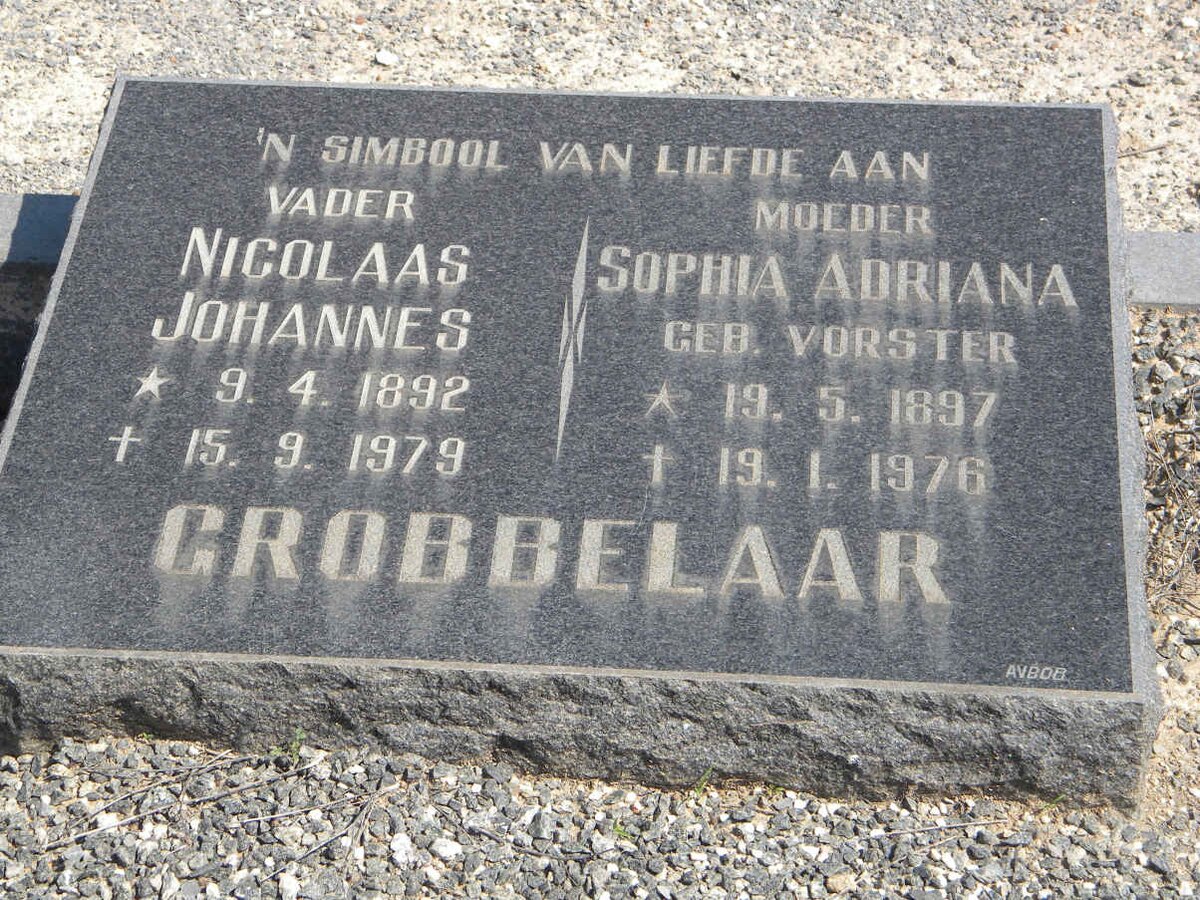 'N SIMBOOL VAN LIEFDE AAN
VADER
NICOLAAS
JOHANNES
★ 9. 4. 1892
† 15. 9. 1979
MOEDER
SOPHIA ADRIANA
GEB. VORSTER
★ 19. 5. 1897
† 19. 1. 1976
GROBBELAAR
AVBOB